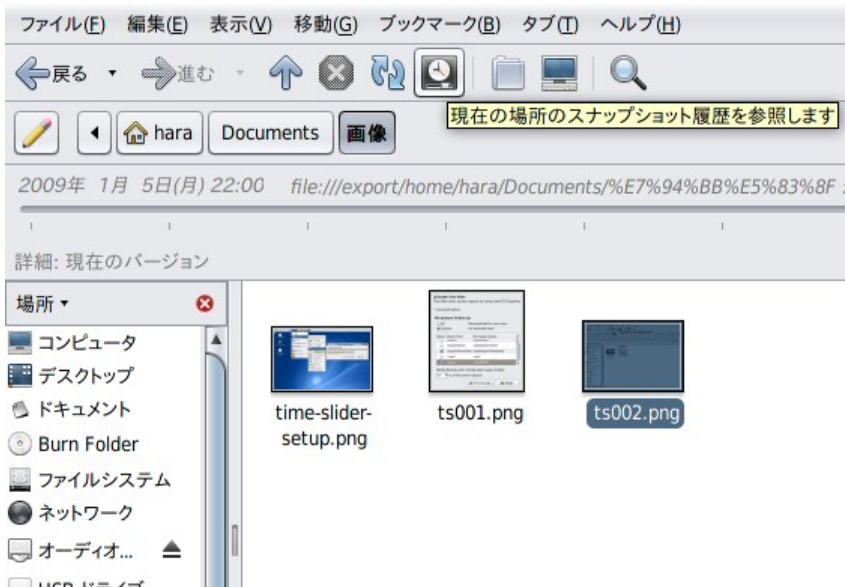 ファイル(F) 編集(E) 表示(V) 移動(G) ブックマーク(B) タブ(T) ヘルプ(H)
戻る 進む
現在の場所のスナップショット履歴を参照します
hara Documents 画像
2009年 1月 5日(月) 22:00 file:///export/home/hara/Documents/%E7%94%BB%E5%83%8F
詳細: 現在のバージョン
場所
コンピュータ
デスクトップ
ドキュメント
Burn Folder
ファイルシステム
ネットワーク
オーディオ...
USB ドライブ
time-slider-
setup.png
ts001.png
ts002.png